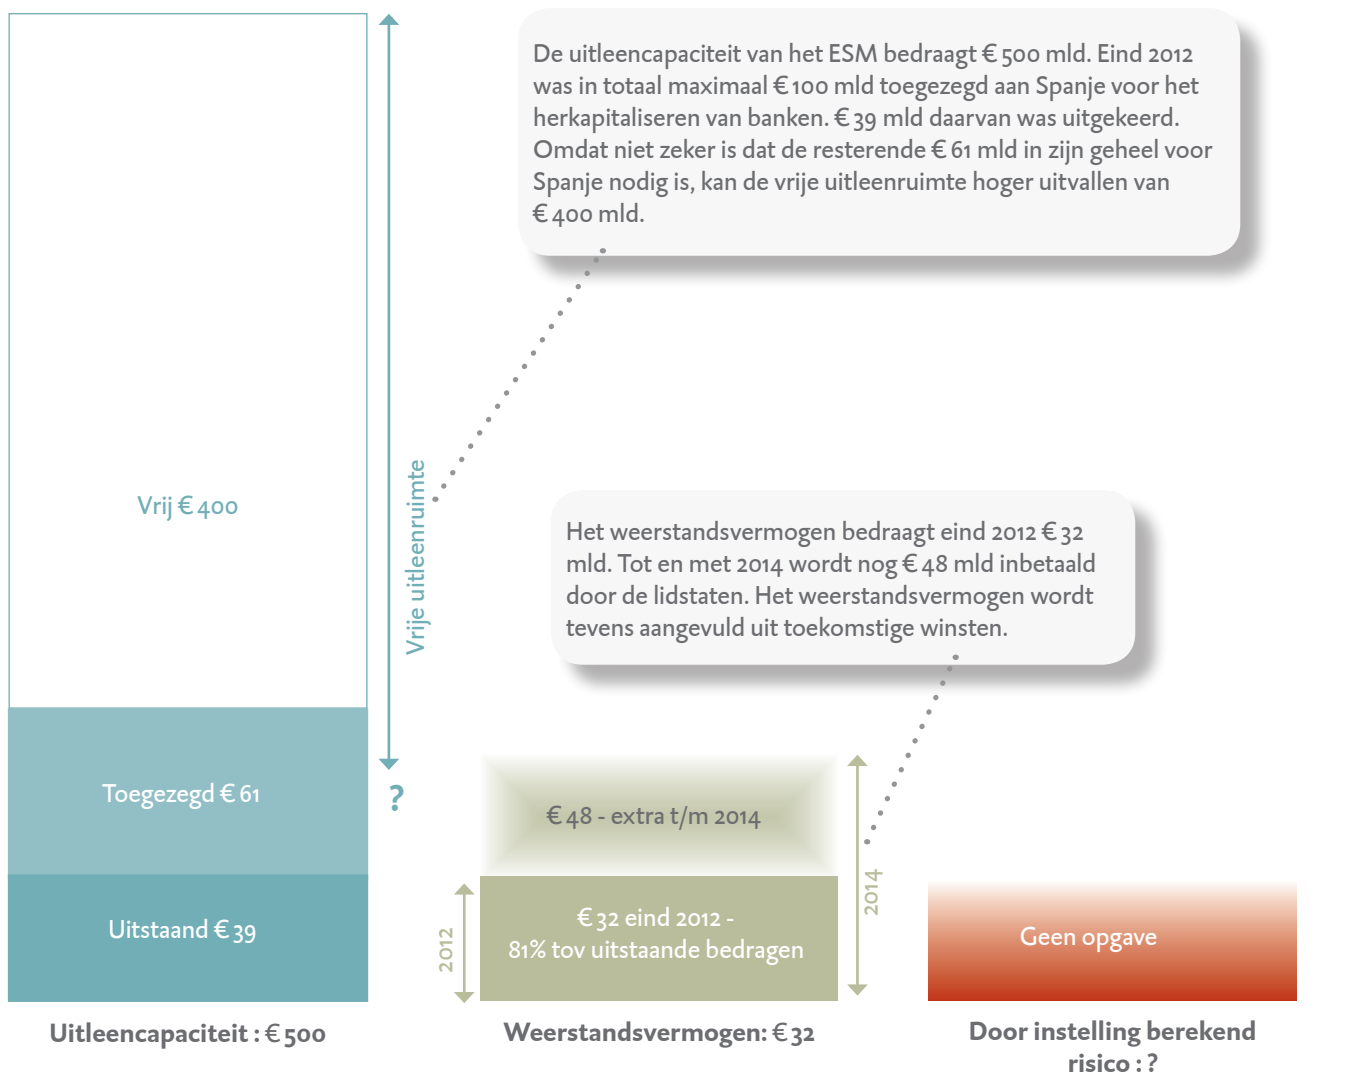 De uitleencapaciteit van het ESM bedraagt € 500 mld. Eind 2012
was in totaal maximaal € 100 mld toegezegd aan Spanje voor het
herkapitaliseren van banken. € 39 mld daarvan was uitgekeerd.
Omdat niet zeker is dat de resterende € 61 mld in zijn geheel voor
Spanje nodig is, kan de vrije uitleenruimte hoger uitvallen van
€ 400 mld.
Vrij € 400
Vrije uitleenruimte
Het weerstandsvermogen bedraagt eind 2012 € 32
mld. Tot en met 2014 wordt nog € 48 mld inbetaald
door de lidstaten. Het weerstandsvermogen wordt
tevens aangevuld uit toekomstige winsten.
Toegezegd € 61
?
€ 48 - extra t/m 2014
2014
Uitstaand € 39
2012
€ 32 eind 2012 -
81% tov uitstaande bedragen
Geen opgave
Uitleencapaciteit : € 500
Weerstandsvermogen: € 32
Door instelling berekend
risico : ?